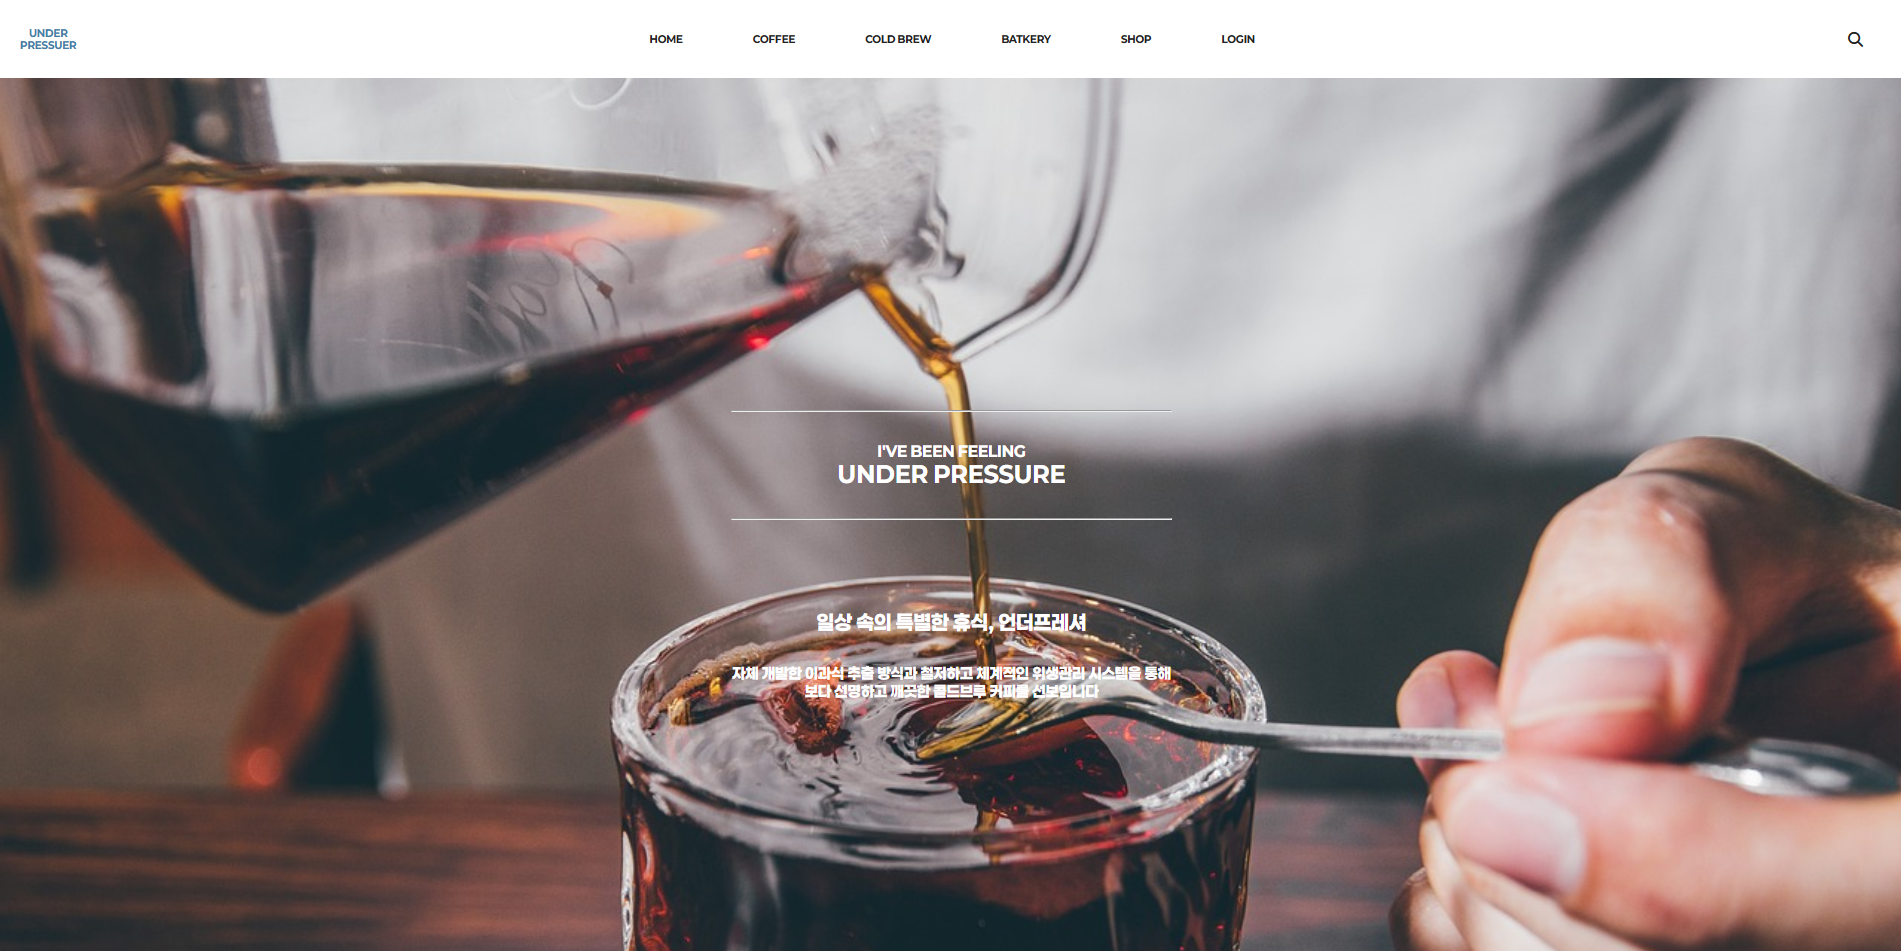 UNDER
PRESSUER
HOME COFFEE COLD BREW BATKERY SHOP LOGIN
I'VE BEEN FEELING
UNDER PRESSURE
일상 속의 특별한 휴식, 언더프레셔
자체 개발한 이과식 추출 방식과 철저하고 체계적인 위생관리 시스템을 통해
보다 선명하고 깨끗한 콜드브루 커피를 선보입니다